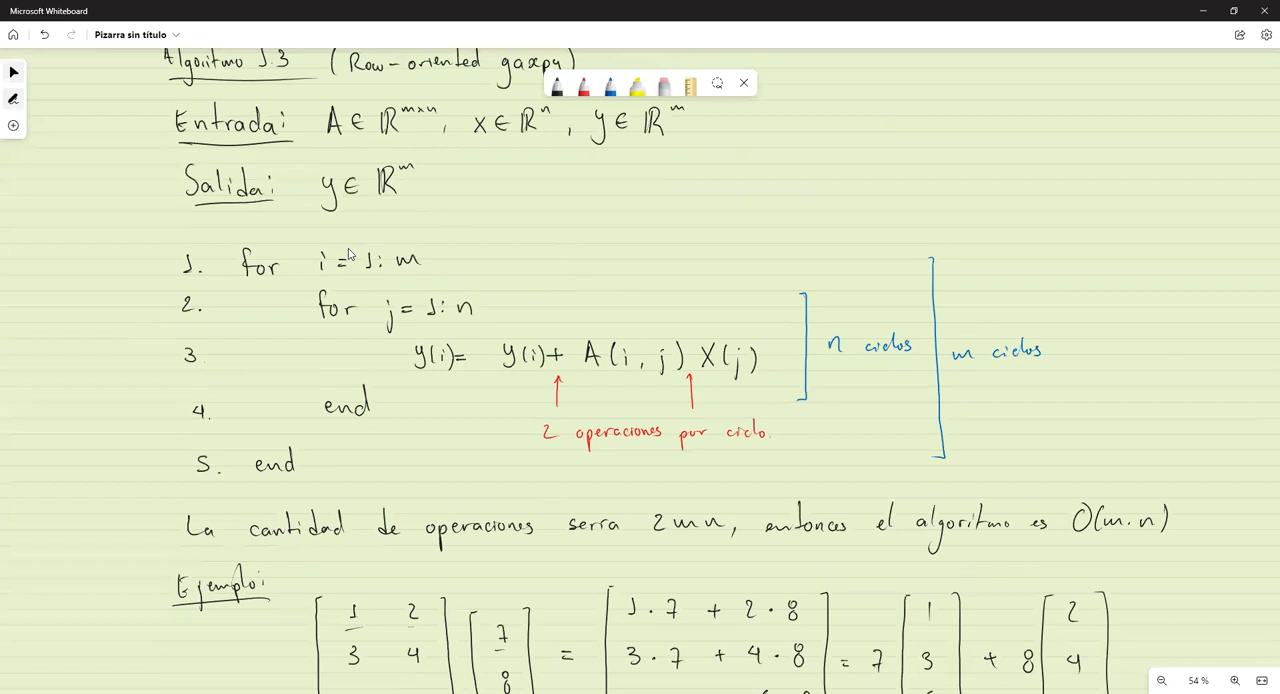 Microsoft Whiteboard
Pizarra sin título
Algoritmo 1.3 (Row-oriented gaxpy)
Entrada: A ∈ ℝ^{m×n}, x ∈ ℝ^n, y ∈ ℝ^m
Salida: y ∈ ℝ^m
1. for i = 1:m
2. for j = 1:n
3. y(i) = y(i) + A(i, j) X(j)
n ciclos
m ciclos
4. end
2 operaciones por ciclo.
5. end
La cantidad de operaciones serra 2mn, entonces el algoritmo es O(m·n)
Ejemplo:
1 2
7
1 · 7 + 2 · 8
1
2
3 4
8
=
3 · 7 + 4 · 8
= 7
3
+ 8
4
54 %